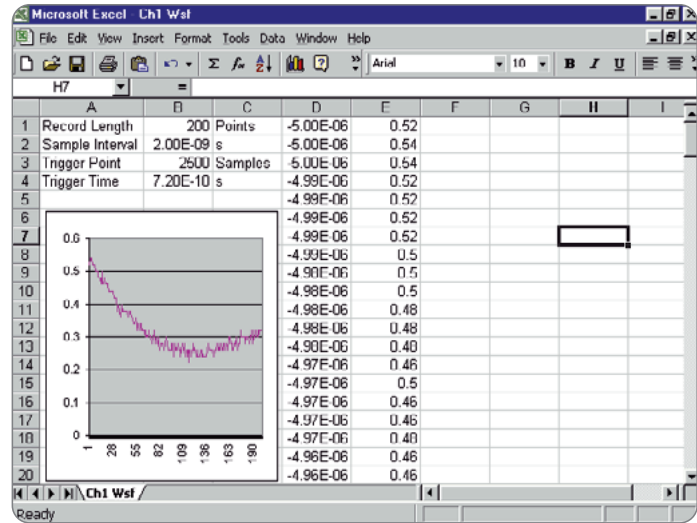 Microsoft Excel - Ch1 Wsf
File Edit View Insert Format Tools Data Window Help
Arial 10 B I U
H7 =
A B C D E F G H I
1 Record Length 200 Points -5.00E-06 0.52
2 Sample Interval 2.00E-09 s -5.00E-06 0.54
3 Trigger Point 2500 Samples -5.00E-06 0.54
4 Trigger Time 7.20E-10 s -4.99E-06 0.52
5 -4.99E-06 0.52
6 -4.99E-06 0.52
7 -4.99E-06 0.52
8 -4.99E-06 0.5
9 -4.98E-06 0.5
10 -4.98E-06 0.5
11 -4.98E-06 0.48
12 -4.98E-06 0.48
13 -4.98E-06 0.48
14 -4.97E-06 0.46
15 -4.97E-06 0.5
16 -4.97E-06 0.46
17 -4.97E-06 0.46
18 -4.97E-06 0.48
19 -4.96E-06 0.46
20 -4.96E-06 0.46
0.6
0.5
0.4
0.3
0.2
0.1
0
1 28 55 82 109 136 163 190
Ch1 Wsf
Ready